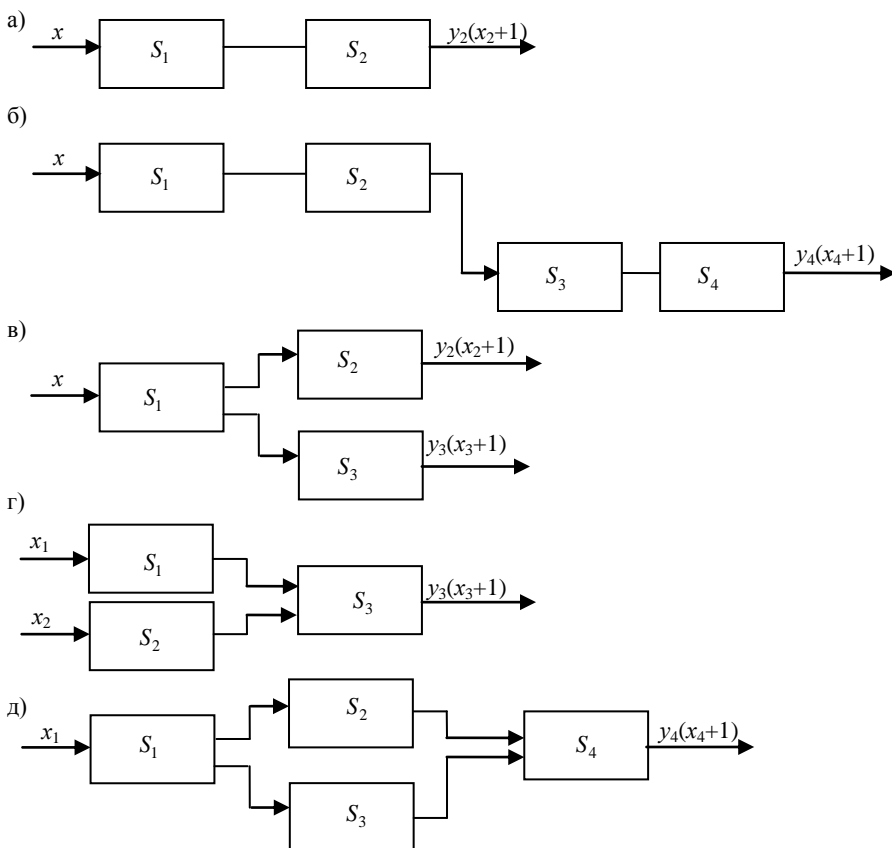 а)
x S₁ S₂ y₂(x₂+1)
б)
x S₁ S₂
S₃ S₄ y₄(x₄+1)
в)
x S₁ S₂ y₂(x₂+1)
S₃ y₃(x₃+1)
г)
x₁ S₁
S₃ y₃(x₃+1)
x₂ S₂
д)
x₁ S₁ S₂ S₄ y₄(x₄+1)
S₃